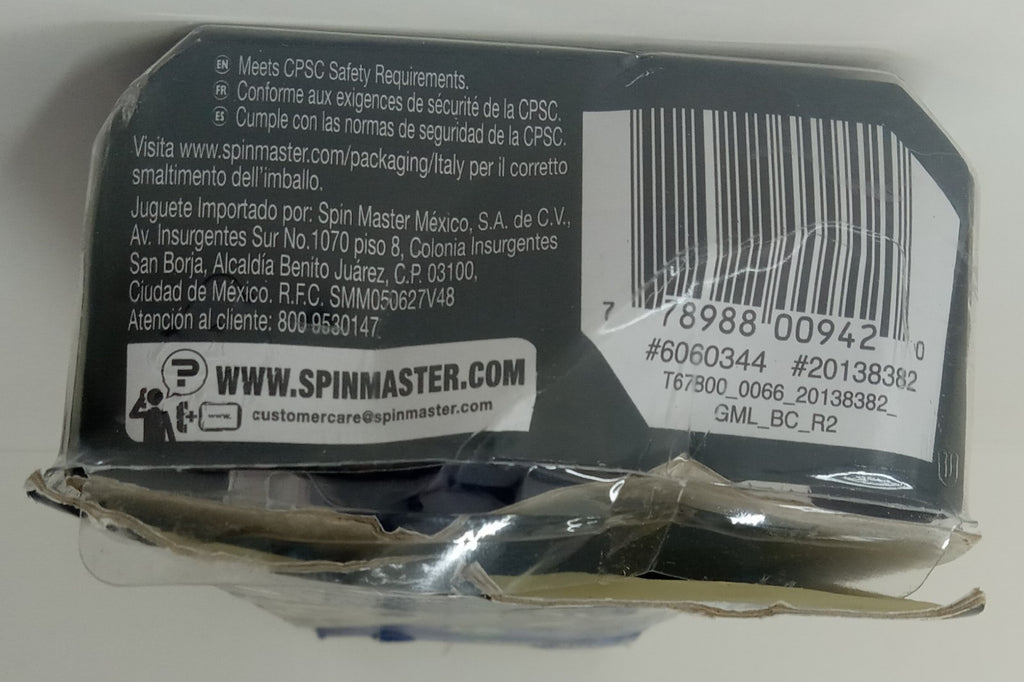 EN Meets CPSC Safety Requirements.
FR Conforme aux exigences de sécurité de la CPSC.
ES Cumple con las normas de seguridad de la CPSC.
Visita www.spinmaster.com/packaging/Italy per il corretto
smaltimento dell'imballo.
Juguete Importado por: Spin Master México, S.A. de C.V.,
Av. Insurgentes Sur No.1070 piso 8, Colonia Insurgentes
San Borja, Alcaldía Benito Juárez, C.P. 03100,
Ciudad de México. R.F.C. SMM050627V48
Atención al cliente: 800 9530147
?
WWW.SPINMASTER.COM
www.
customercare@spinmaster.com
7 78988 00942 0
#6060344 #20138382
T67800_0066_20138382_
GML_BC_R2